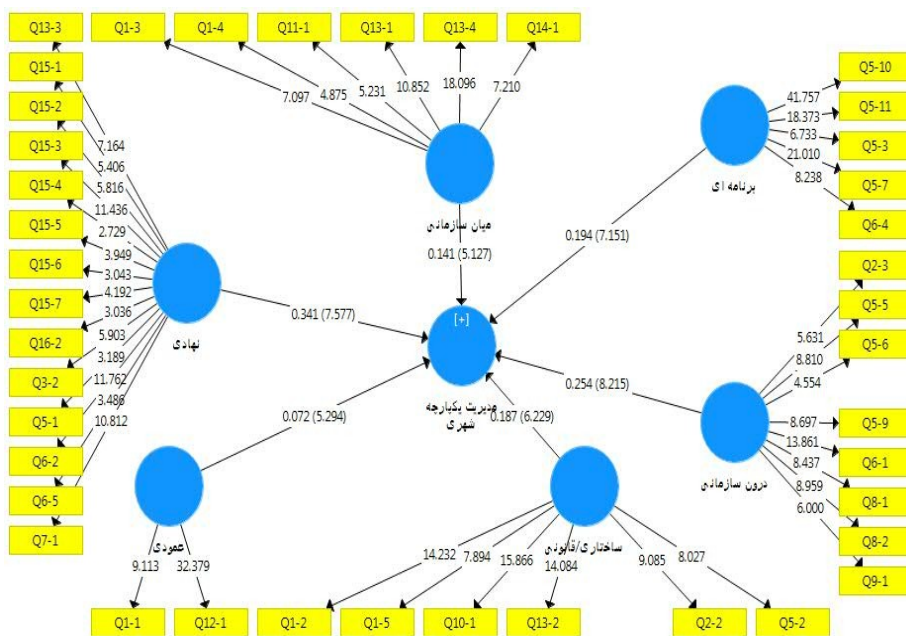 Q13-3
Q1-3
Q1-4
Q11-1
Q13-1
Q13-4
Q14-1
7.097
4.875
5.231
10.852
18.096
7.210
Q15-1
Q15-2
Q15-3
Q15-4
Q15-5
Q15-6
Q15-7
Q16-2
Q3-2
Q5-1
Q6-2
Q6-5
Q7-1
7.164
5.406
5.816
11.436
2.729
3.949
3.043
4.192
3.036
5.903
3.189
11.762
3.486
10.812
نهادی
میان سازمانی
برنامه ای
Q5-10
Q5-11
Q5-3
Q5-7
Q6-4
41.757
18.373
6.733
21.010
8.238
0.194 (7.151)
0.141 (5.127)
0.341 (7.577)
[+]
مدیریت یکپارچه
شهری
0.254 (8.215)
0.072 (5.294)
0.187 (6.229)
Q2-3
Q5-5
Q5-6
Q5-9
Q6-1
Q8-1
Q8-2
Q9-1
5.631
8.810
4.554
8.697
13.861
8.437
8.959
6.000
درون سازمانی
عمودی
9.113
32.379
Q1-1
Q12-1
ساختاری/قانونی
14.232
7.894
15.866
14.084
9.085
8.027
Q1-2
Q1-5
Q10-1
Q13-2
Q2-2
Q5-2